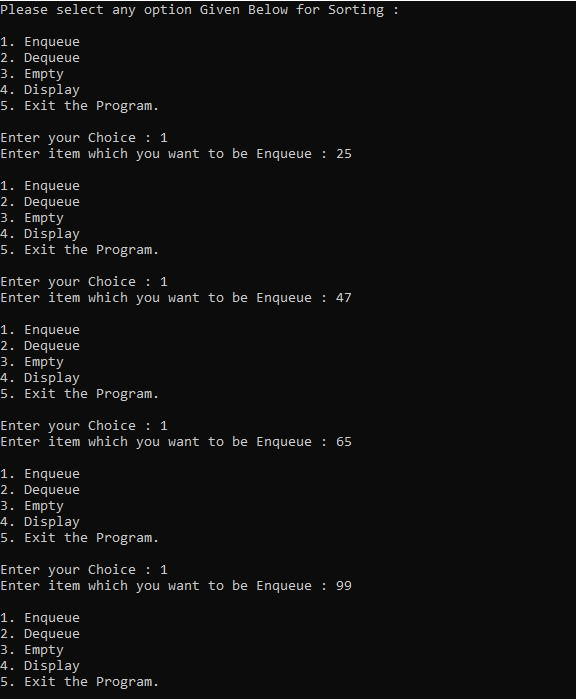 Please select any option Given Below for Sorting :
1. Enqueue
2. Dequeue
3. Empty
4. Display
5. Exit the Program.
Enter your Choice : 1
Enter item which you want to be Enqueue : 25
1. Enqueue
2. Dequeue
3. Empty
4. Display
5. Exit the Program.
Enter your Choice : 1
Enter item which you want to be Enqueue : 47
1. Enqueue
2. Dequeue
3. Empty
4. Display
5. Exit the Program.
Enter your Choice : 1
Enter item which you want to be Enqueue : 65
1. Enqueue
2. Dequeue
3. Empty
4. Display
5. Exit the Program.
Enter your Choice : 1
Enter item which you want to be Enqueue : 99
1. Enqueue
2. Dequeue
3. Empty
4. Display
5. Exit the Program.